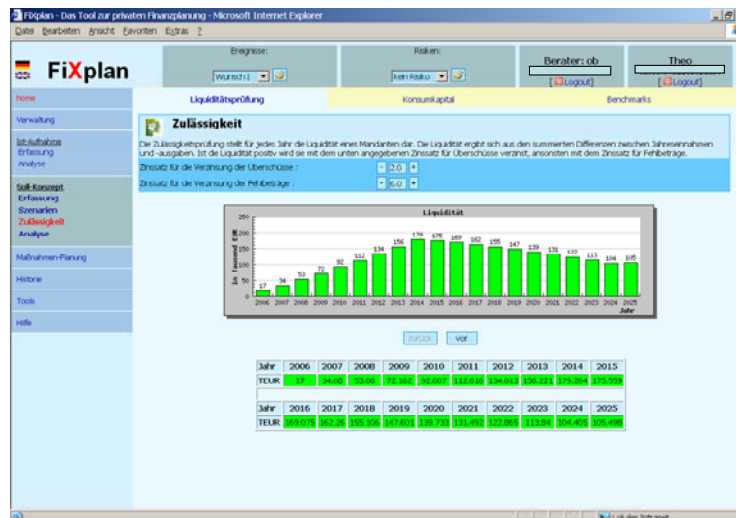 FiXplan - Das Tool zur privaten Finanzplanung - Microsoft Internet Explorer
Datei Bearbeiten Ansicht Favoriten Extras ?
FiXplan
Ereignisse:
Wunsch 1
Risiken:
kein Risiko
Berater: ob
[Logout]
Theo
[Logout]
home
Verwaltung
Ist-Aufnahme
Erfassung
Analyse
Soll-Konzept
Erfassung
Szenarien
Zulässigkeit
Analyse
Maßnahmen-Planung
Historie
Tools
Hilfe
Liquiditätsprüfung Konsumkapital Benchmarks
Zulässigkeit
Die Zulässigkeitsprüfung stellt für jedes Jahr die Liquidität eines Mandanten dar. Die Liquidität ergibt sich aus den summierten Differenzen zwischen Jahreseinnahmen
und -ausgaben. Ist die Liquidität positiv wird sie mit dem unten angegebenen Zinssatz für Überschüsse verzinst, ansonsten mit dem Zinssatz für Fehlbeträge.
Zinssatz für die Verzinsung der Überschüsse : - 2.0 +
Zinssatz für die Verzinsung der Fehlbeträge : - 6.0 +
Liquidität
in Tausend EUR
250
200
150
100
50
0
17 34 53 72 92 112 134 156 179 175 169 162 155 147 139 131 122 113 104 105
2006 2007 2008 2009 2010 2011 2012 2013 2014 2015 2016 2017 2018 2019 2020 2021 2022 2023 2024 2025
Jahr
zurück vor
Jahr 2006 2007 2008 2009 2010 2011 2012 2013 2014 2015
TEUR 17 34.68 53.06 72.162 92.007 112.616 134.013 156.221 179.264 175.559
Jahr 2016 2017 2018 2019 2020 2021 2022 2023 2024 2025
TEUR 169.075 162.26 155.106 147.601 139.733 131.492 122.865 113.84 104.405 105.498
Lokales Intranet